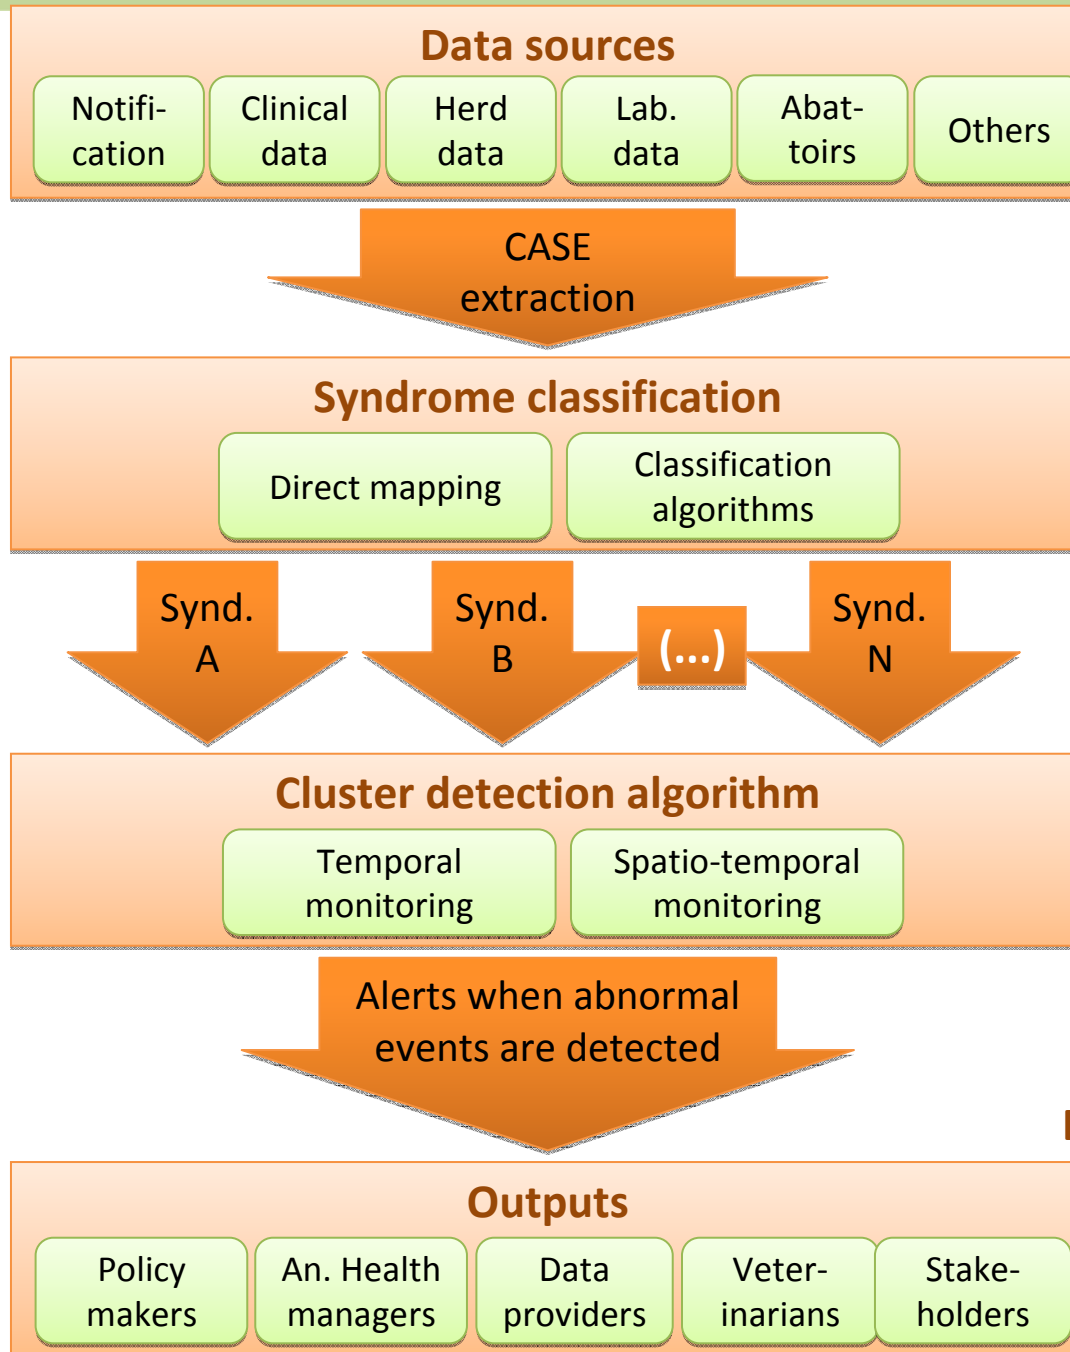 Data sources
Notifi-
cation
Clinical
data
Herd
data
Lab.
data
Abat-
toirs
Others
CASE
extraction
Syndrome classification
Direct mapping
Classification
algorithms
Synd.
A
Synd.
B
(...)
Synd.
N
Cluster detection algorithm
Temporal
monitoring
Spatio-temporal
monitoring
Alerts when abnormal
events are detected
Outputs
Policy
makers
An. Health
managers
Data
providers
Veter-
inarians
Stake-
holders